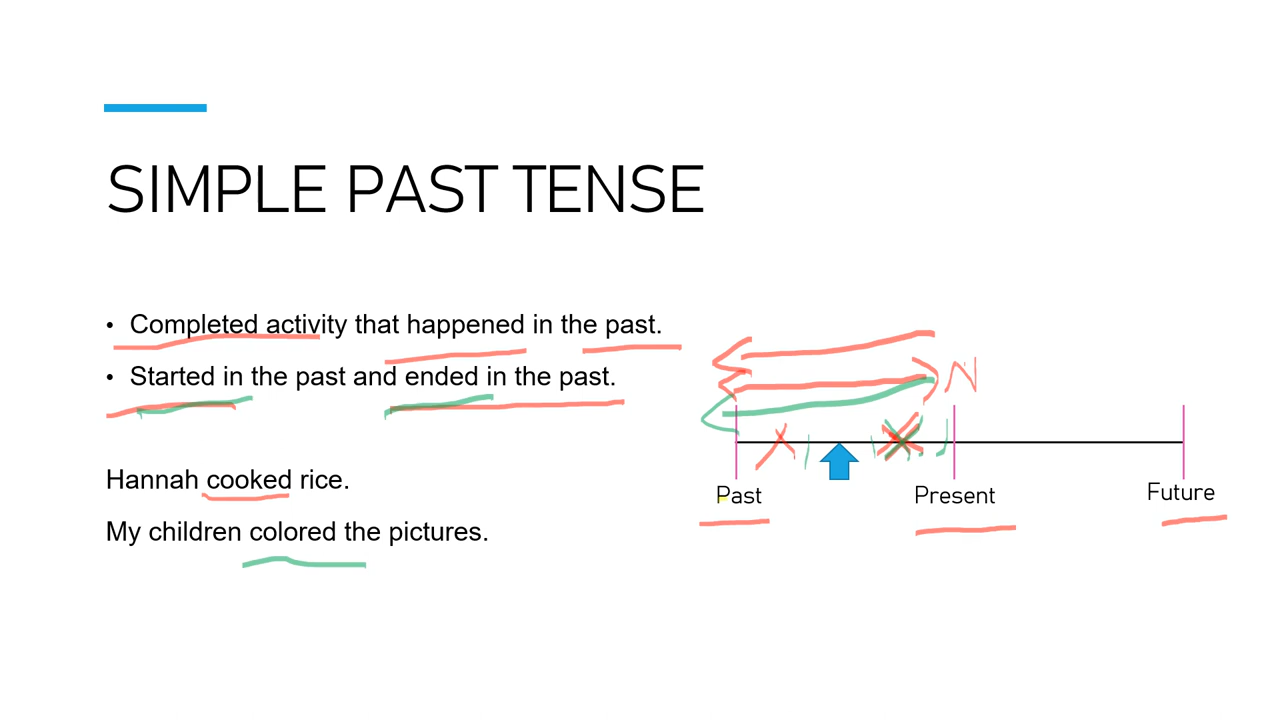 SIMPLE PAST TENSE
• Completed activity that happened in the past.
• Started in the past and ended in the past.
Hannah cooked rice.
My children colored the pictures.
N
Past Present Future